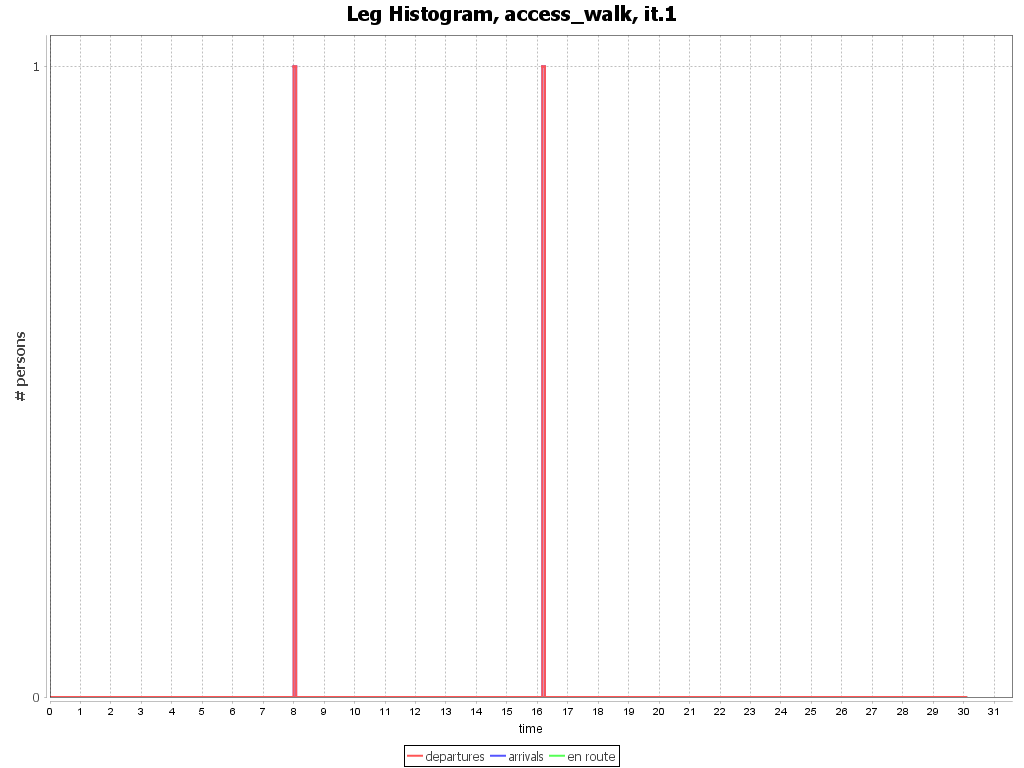 Leg Histogram, access_walk, it.1
# persons
1
0
0 1 2 3 4 5 6 7 8 9 10 11 12 13 14 15 16 17 18 19 20 21 22 23 24 25 26 27 28 29 30 31
time
departures arrivals en route